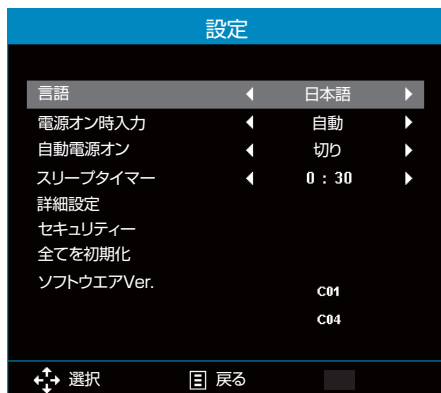 設定
言語 日本語
電源オン時入力 自動
自動電源オン 切り
スリープタイマー 0 : 30
詳細設定
セキュリティー
全てを初期化
ソフトウエアVer. C01
C04
選択 戻る